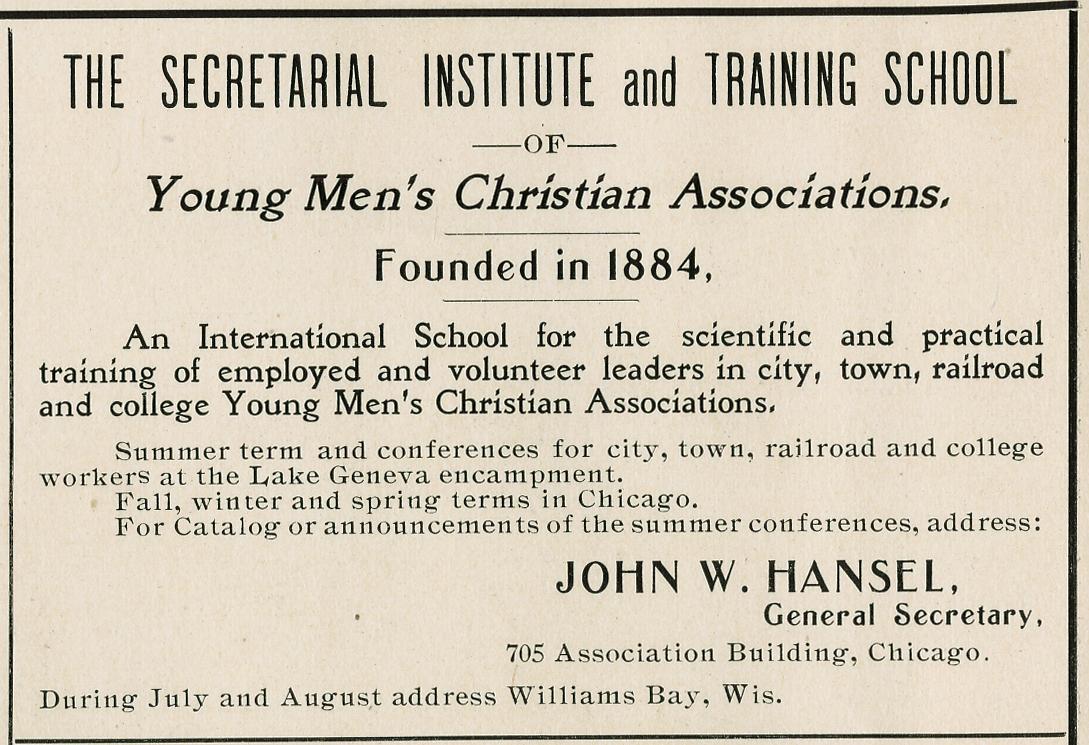 THE SECRETARIAL INSTITUTE and TRAINING SCHOOL
—OF—
Young Men's Christian Associations.
Founded in 1884,
An International School for the scientific and practical
training of employed and volunteer leaders in city, town, railroad
and college Young Men's Christian Associations.
Summer term and conferences for city, town, railroad and college
workers at the Lake Geneva encampment.
Fall, winter and spring terms in Chicago.
For Catalog or announcements of the summer conferences, address:
JOHN W. HANSEL,
General Secretary,
705 Association Building, Chicago.
During July and August address Williams Bay, Wis.